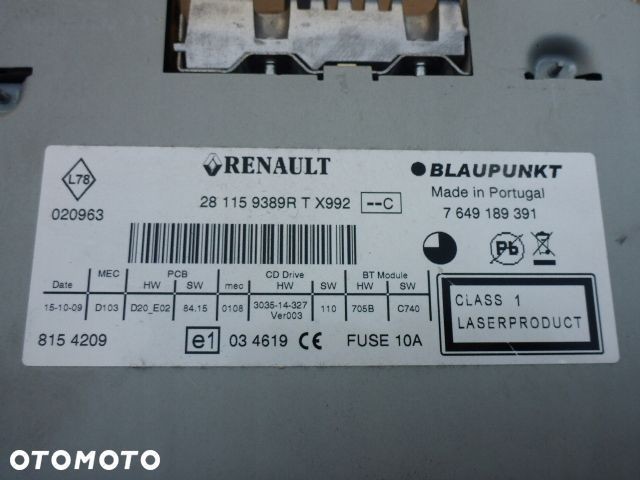 L78
020963
RENAULT
28 115 9389R T X992 --C
BLAUPUNKT
Made in Portugal
7 649 189 391
Pb
Date MEC PCB HW SW CD Drive mec HW SW BT Module HW SW
15-10-09 D103 D20_E02 84.15 0108 3035-14-327 Ver003 110 705B C740
CLASS 1
LASERPRODUCT
815 4209
e1 03 4619 CE FUSE 10A
OTOMOTO
OTOMOTO